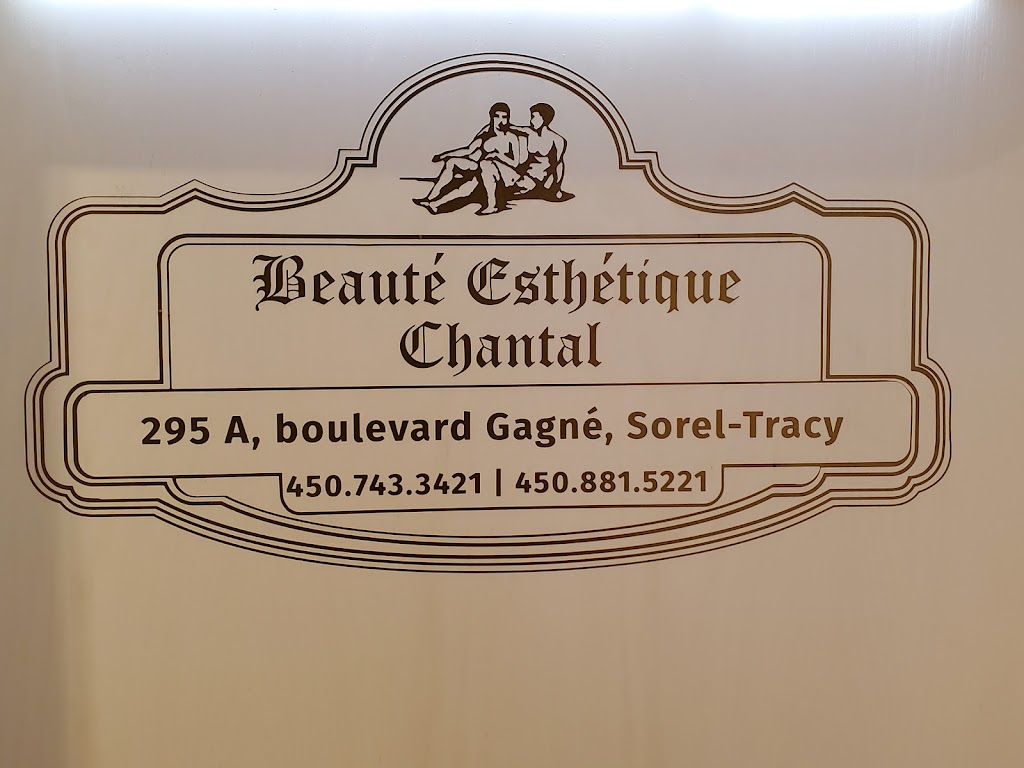 Beauté Esthétique
Chantal
295 A, boulevard Gagné, Sorel-Tracy
450.743.3421 | 450.881.5221